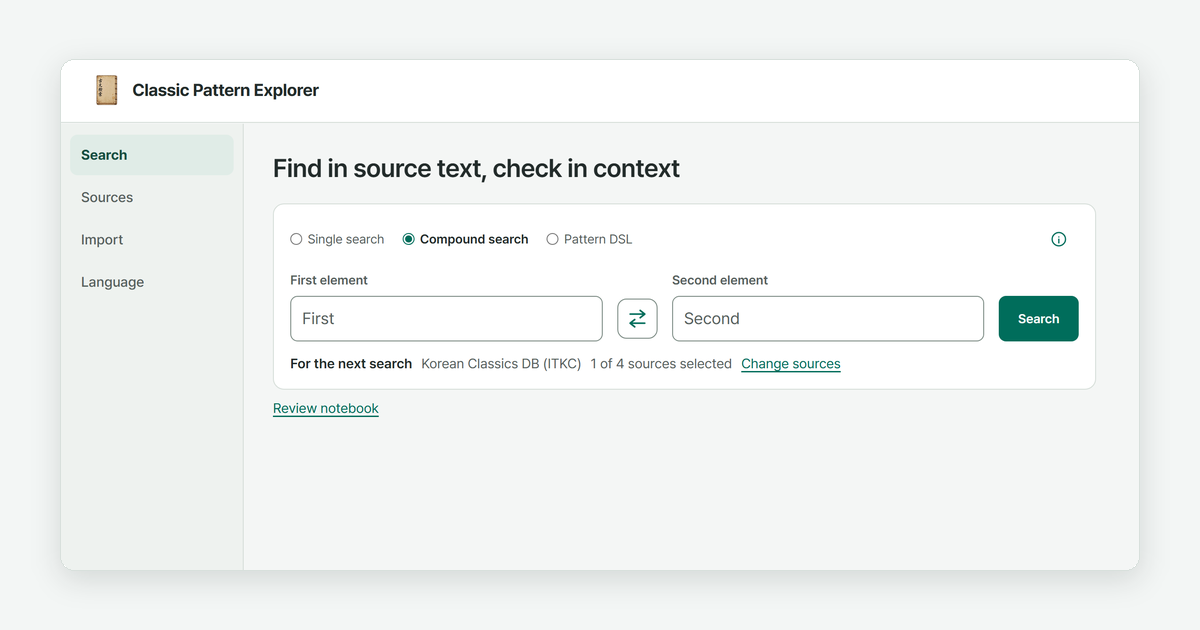 Classic Pattern Explorer
Search
Sources
Import
Language
Find in source text, check in context
Single search Compound search Pattern DSL
First element Second element
First Second Search
For the next search Korean Classics DB (ITKC) 1 of 4 sources selected Change sources
Review notebook